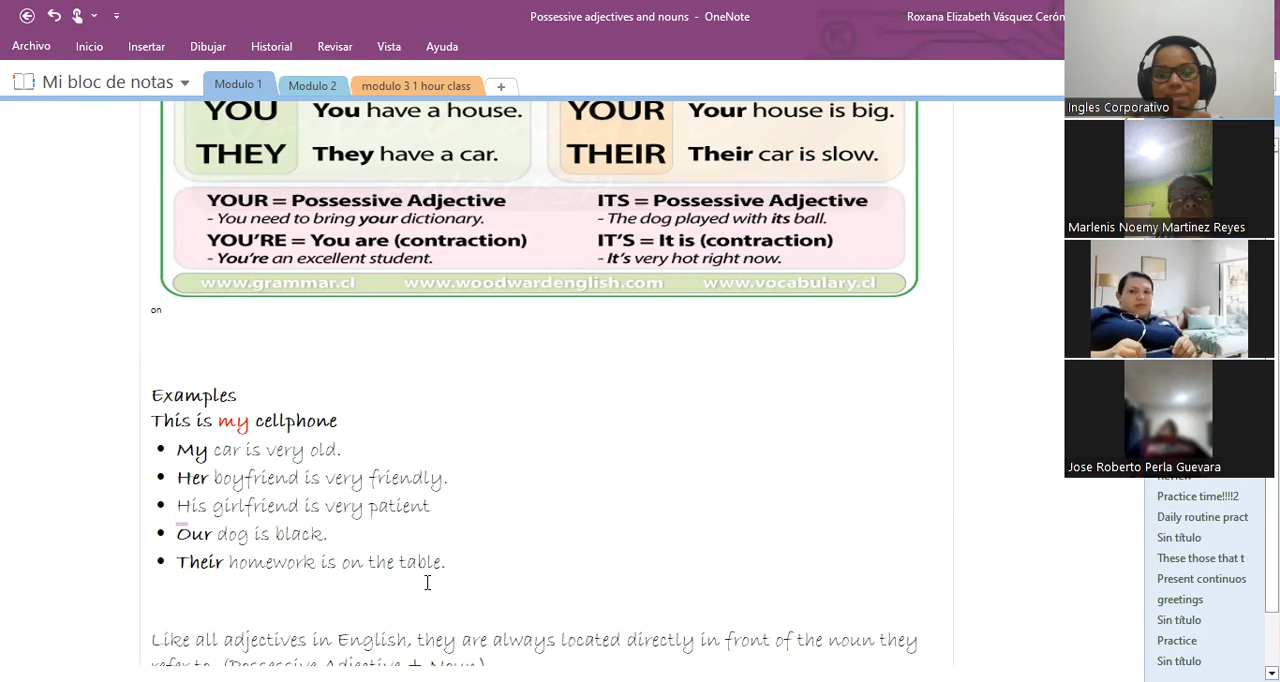 Possessive adjectives and nouns - OneNote
Roxana Elizabeth Vásquez Cerón
Archivo Inicio Insertar Dibujar Historial Revisar Vista Ayuda
Mi bloc de notas Modulo 1 Modulo 2 modulo 3 1 hour class +
YOU You have a house. YOUR Your house is big.
THEY They have a car. THEIR Their car is slow.
YOUR = Possessive Adjective
- You need to bring your dictionary.
YOU'RE = You are (contraction)
- You're an excellent student.
ITS = Possessive Adjective
- The dog played with its ball.
IT'S = It is (contraction)
- It's very hot right now.
www.grammar.cl www.woodwardenglish.com www.vocabulary.cl
on
Examples
This is my cellphone
• My car is very old.
• Her boyfriend is very friendly.
• His girlfriend is very patient
• Our dog is black.
• Their homework is on the table.
Like all adjectives in English, they are always located directly in front of the noun they
refer to. (Possessive Adjective + Noun)
Ingles Corporativo
Marlenis Noemy Martinez Reyes
Jose Roberto Perla Guevara
Review
Practice time!!!!2
Daily routine pract
Sin título
These those that t
Present continuos
greetings
Sin título
Practice
Sin título